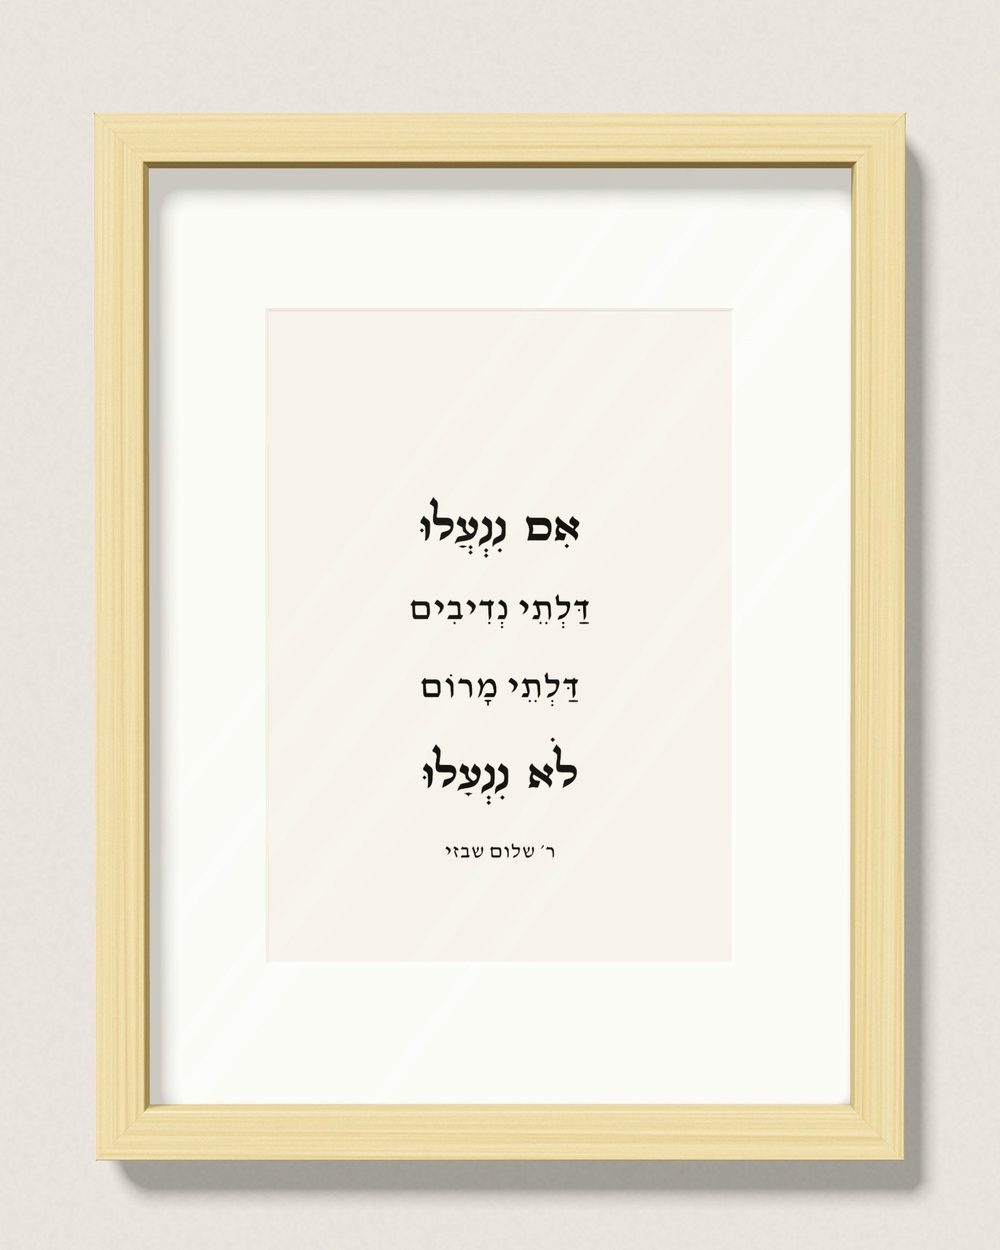 אִם נִנְעֲלוּ
דַּלְתֵי נְדִיבִים
דַּלְתֵי מָרוֹם
לֹא נִנְעָלוּ
ר׳ שלום שבזי